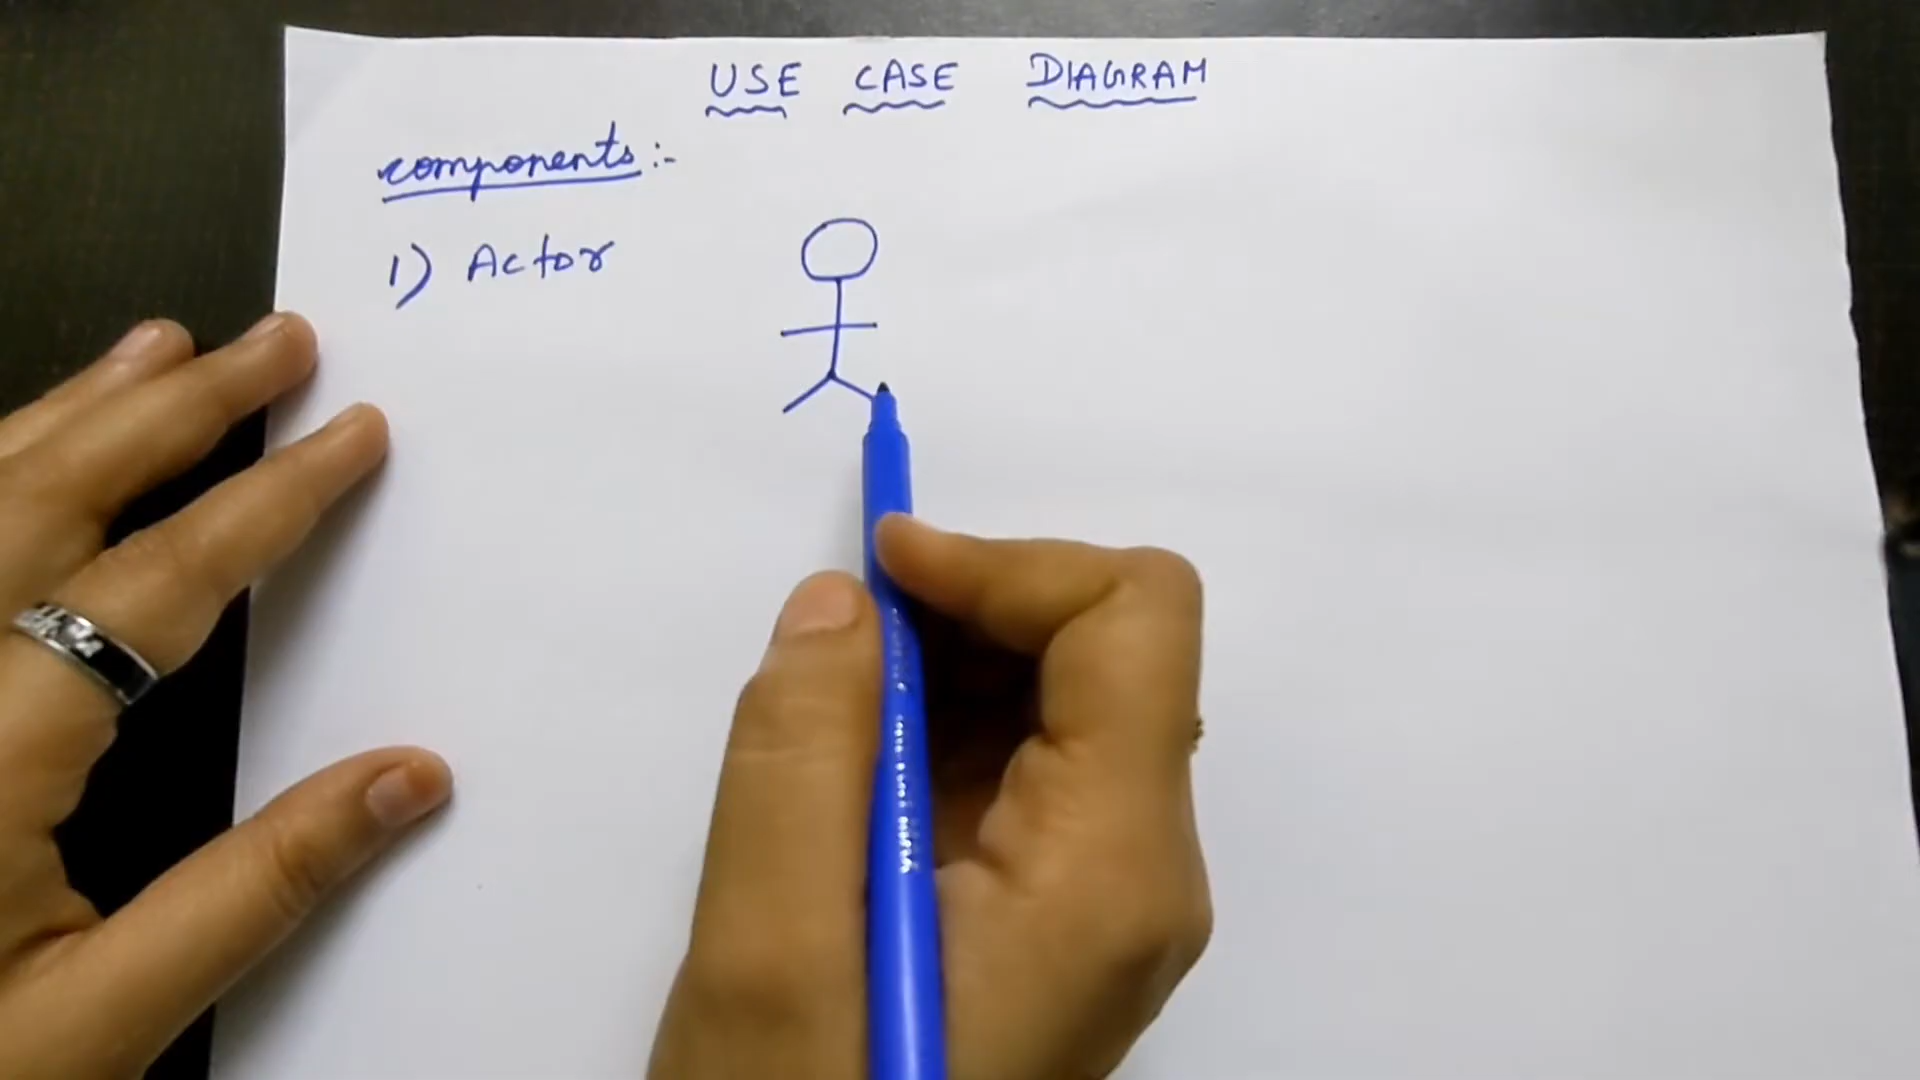 USE CASE DIAGRAM
components :-
1) Actor